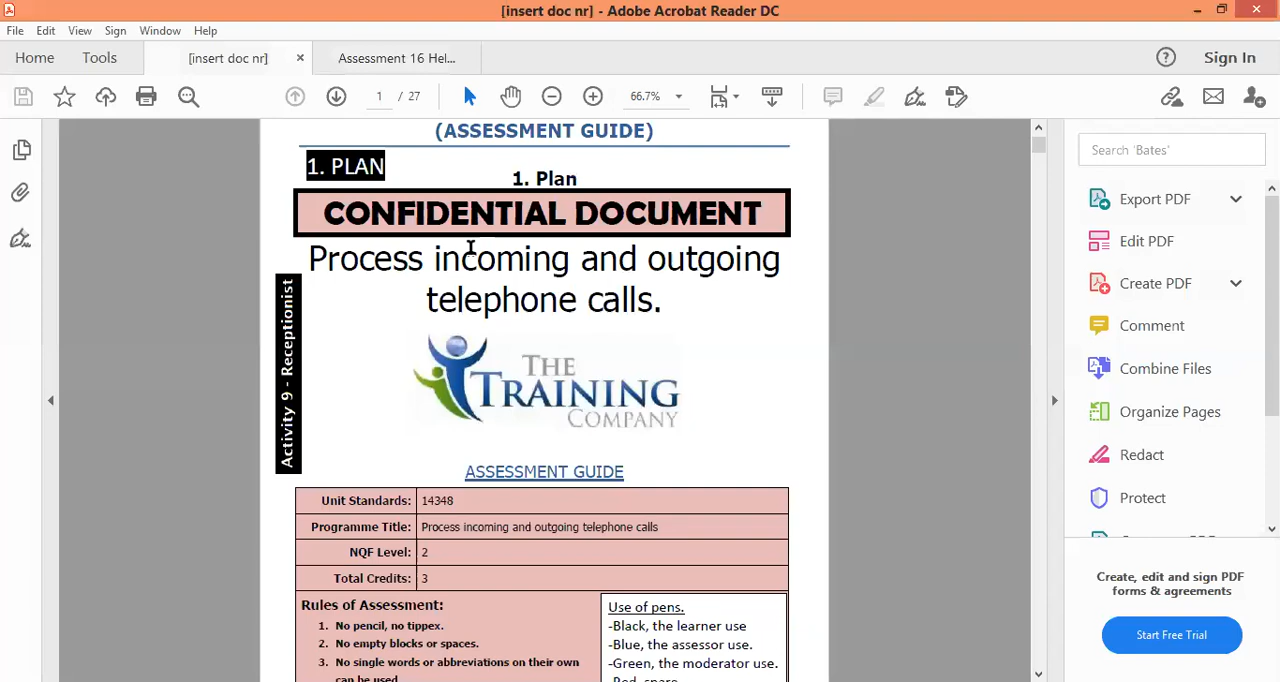 [insert doc nr] - Adobe Acrobat Reader DC
File Edit View Sign Window Help
Home Tools [insert doc nr] × Assessment 16 Hel... Sign In
1 / 27 66.7%
(ASSESSMENT GUIDE)
1. PLAN
1. Plan
CONFIDENTIAL DOCUMENT
Process incoming and outgoing
telephone calls.
Activity 9 - Receptionist
THE
TRAINING
COMPANY
ASSESSMENT GUIDE
Unit Standards: 14348
Programme Title: Process incoming and outgoing telephone calls
NQF Level: 2
Total Credits: 3
Rules of Assessment:
1. No pencil, no tippex.
2. No empty blocks or spaces.
3. No single words or abbreviations on their own
can be used
Use of pens.
-Black, the learner use
-Blue, the assessor use.
-Green, the moderator use.
-Red, spare
Search 'Bates'
Export PDF
Edit PDF
Create PDF
Comment
Combine Files
Organize Pages
Redact
Protect
Create, edit and sign PDF
forms & agreements
Start Free Trial